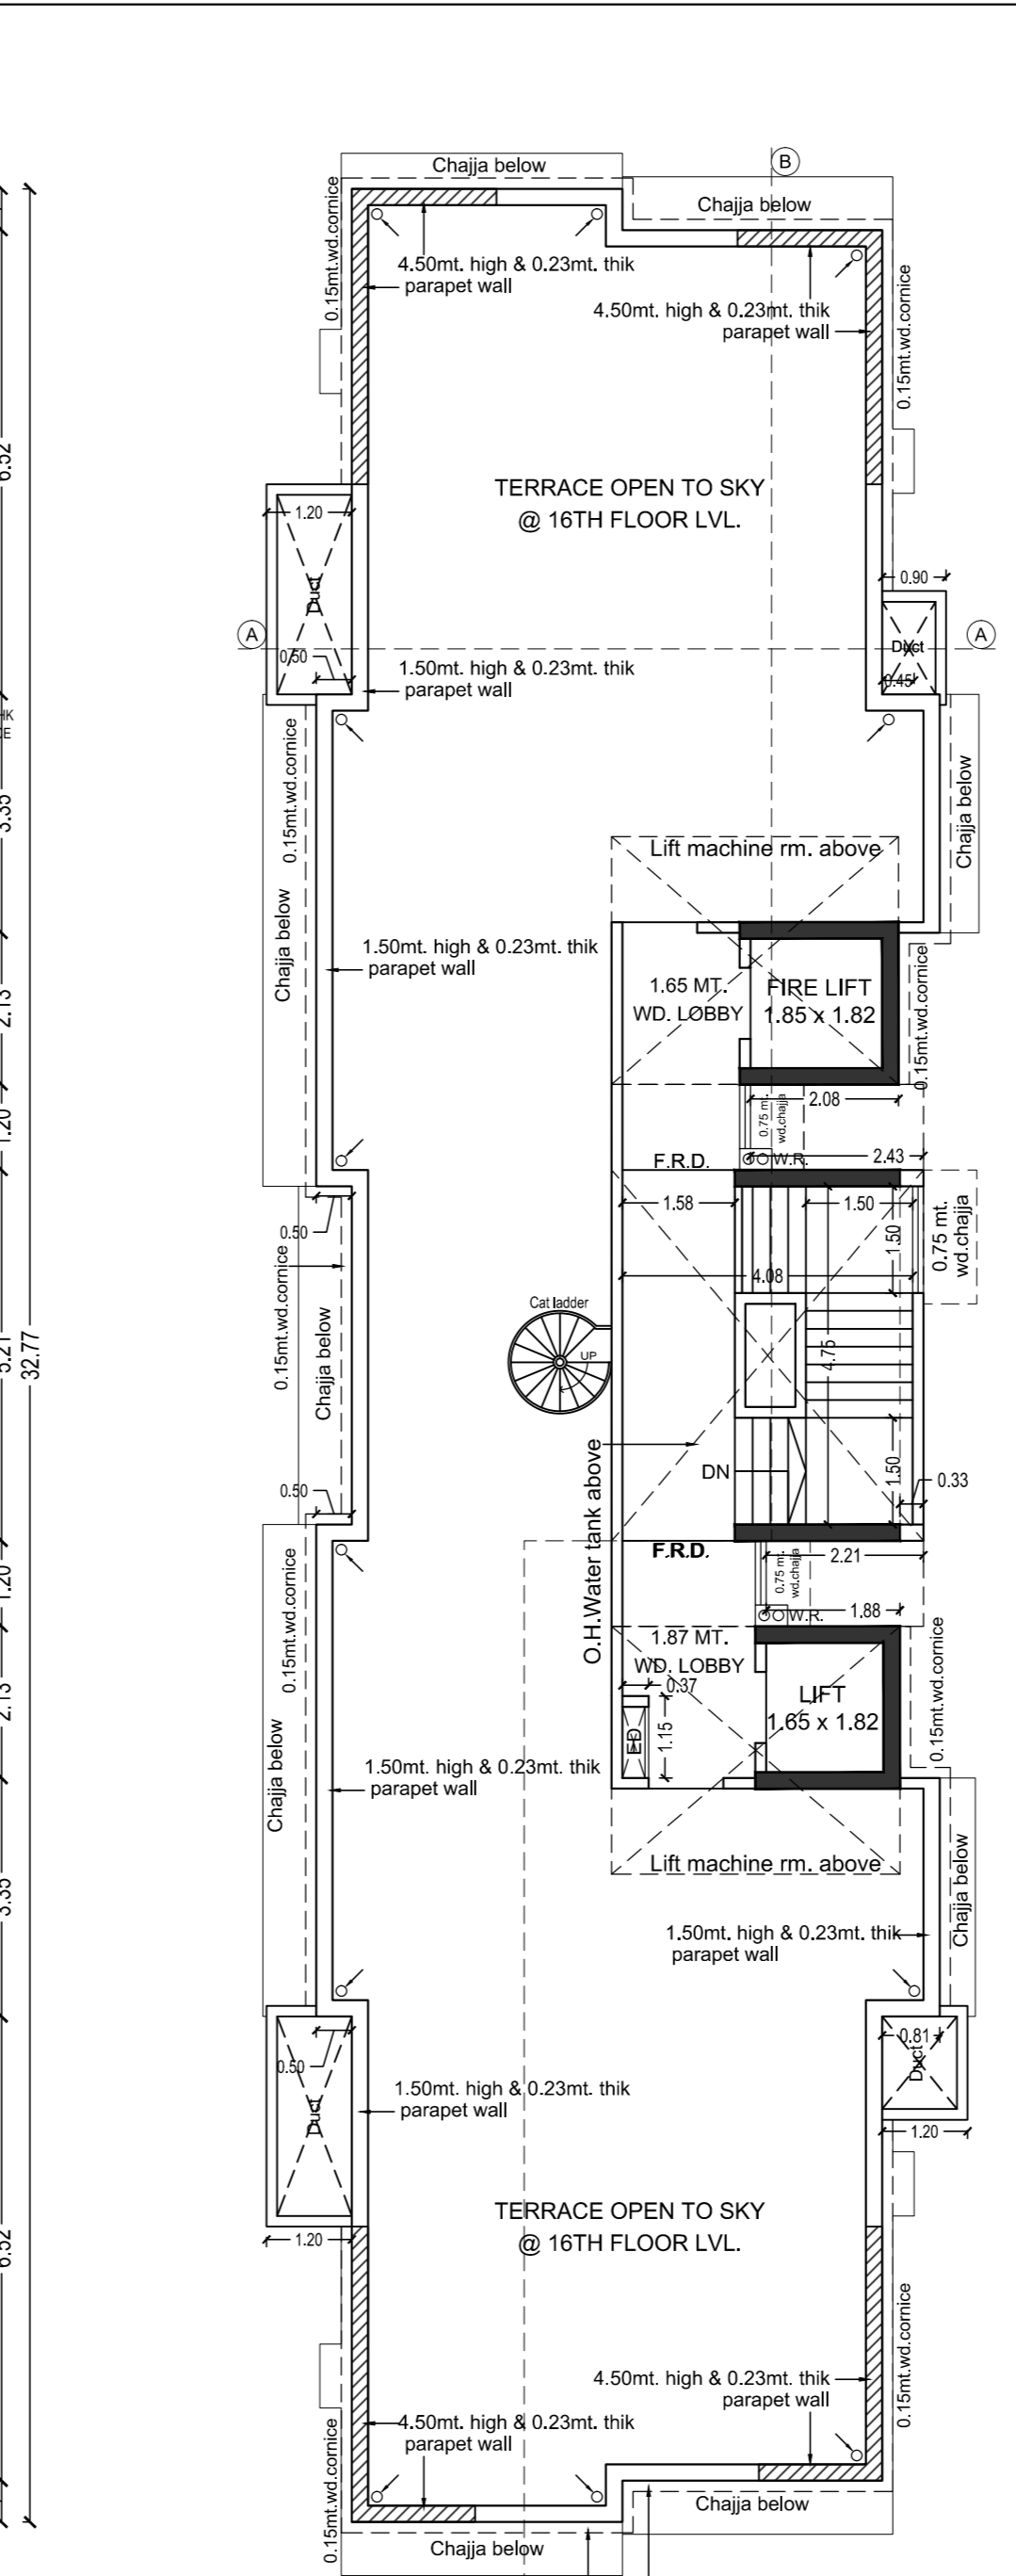 Chajja below
B
Chajja below
0.15mt.wd.cornice
4.50mt. high & 0.23mt. thik
parapet wall
4.50mt. high & 0.23mt. thik
parapet wall
0.15mt.wd.cornice
6.52
TERRACE OPEN TO SKY
@ 16TH FLOOR LVL.
1.20
Duct
0.90
A
A
Duct
0.50
0.45
1.50mt. high & 0.23mt. thik
parapet wall
0.15mt.wd.cornice
3.35
Chajja below
Lift machine rm. above
Chajja below
1.50mt. high & 0.23mt. thik
parapet wall
1.65 MT.
WD. LOBBY
FIRE LIFT
1.85 x 1.82
0.15mt.wd.cornice
2.13
2.08
0.75 mt.
wd.chajja
1.20
F.R.D.
W.R.
2.43
1.58
1.50
1.50
0.75 mt.
wd.chajja
0.50
0.15mt.wd.cornice
4.08
Chajja below
Cat ladder
UP
4.75
5.21
32.77
O.H.Water tank above
DN
1.50
0.33
0.50
F.R.D.
0.75 mt.
wd.chajja
2.21
1.20
W.R.
1.88
0.15mt.wd.cornice
1.87 MT.
WD. LOBBY
0.37
ED
1.15
LIFT
1.65 x 1.82
0.15mt.wd.cornice
2.13
1.50mt. high & 0.23mt. thik
parapet wall
Chajja below
Lift machine rm. above
Chajja below
3.35
1.50mt. high & 0.23mt. thik
parapet wall
0.50
Duct
0.81
Duct
1.50mt. high & 0.23mt. thik
parapet wall
1.20
1.20
TERRACE OPEN TO SKY
@ 16TH FLOOR LVL.
6.52
4.50mt. high & 0.23mt. thik
parapet wall
0.15mt.wd.cornice
4.50mt. high & 0.23mt. thik
parapet wall
0.15mt.wd.cornice
Chajja below
Chajja below